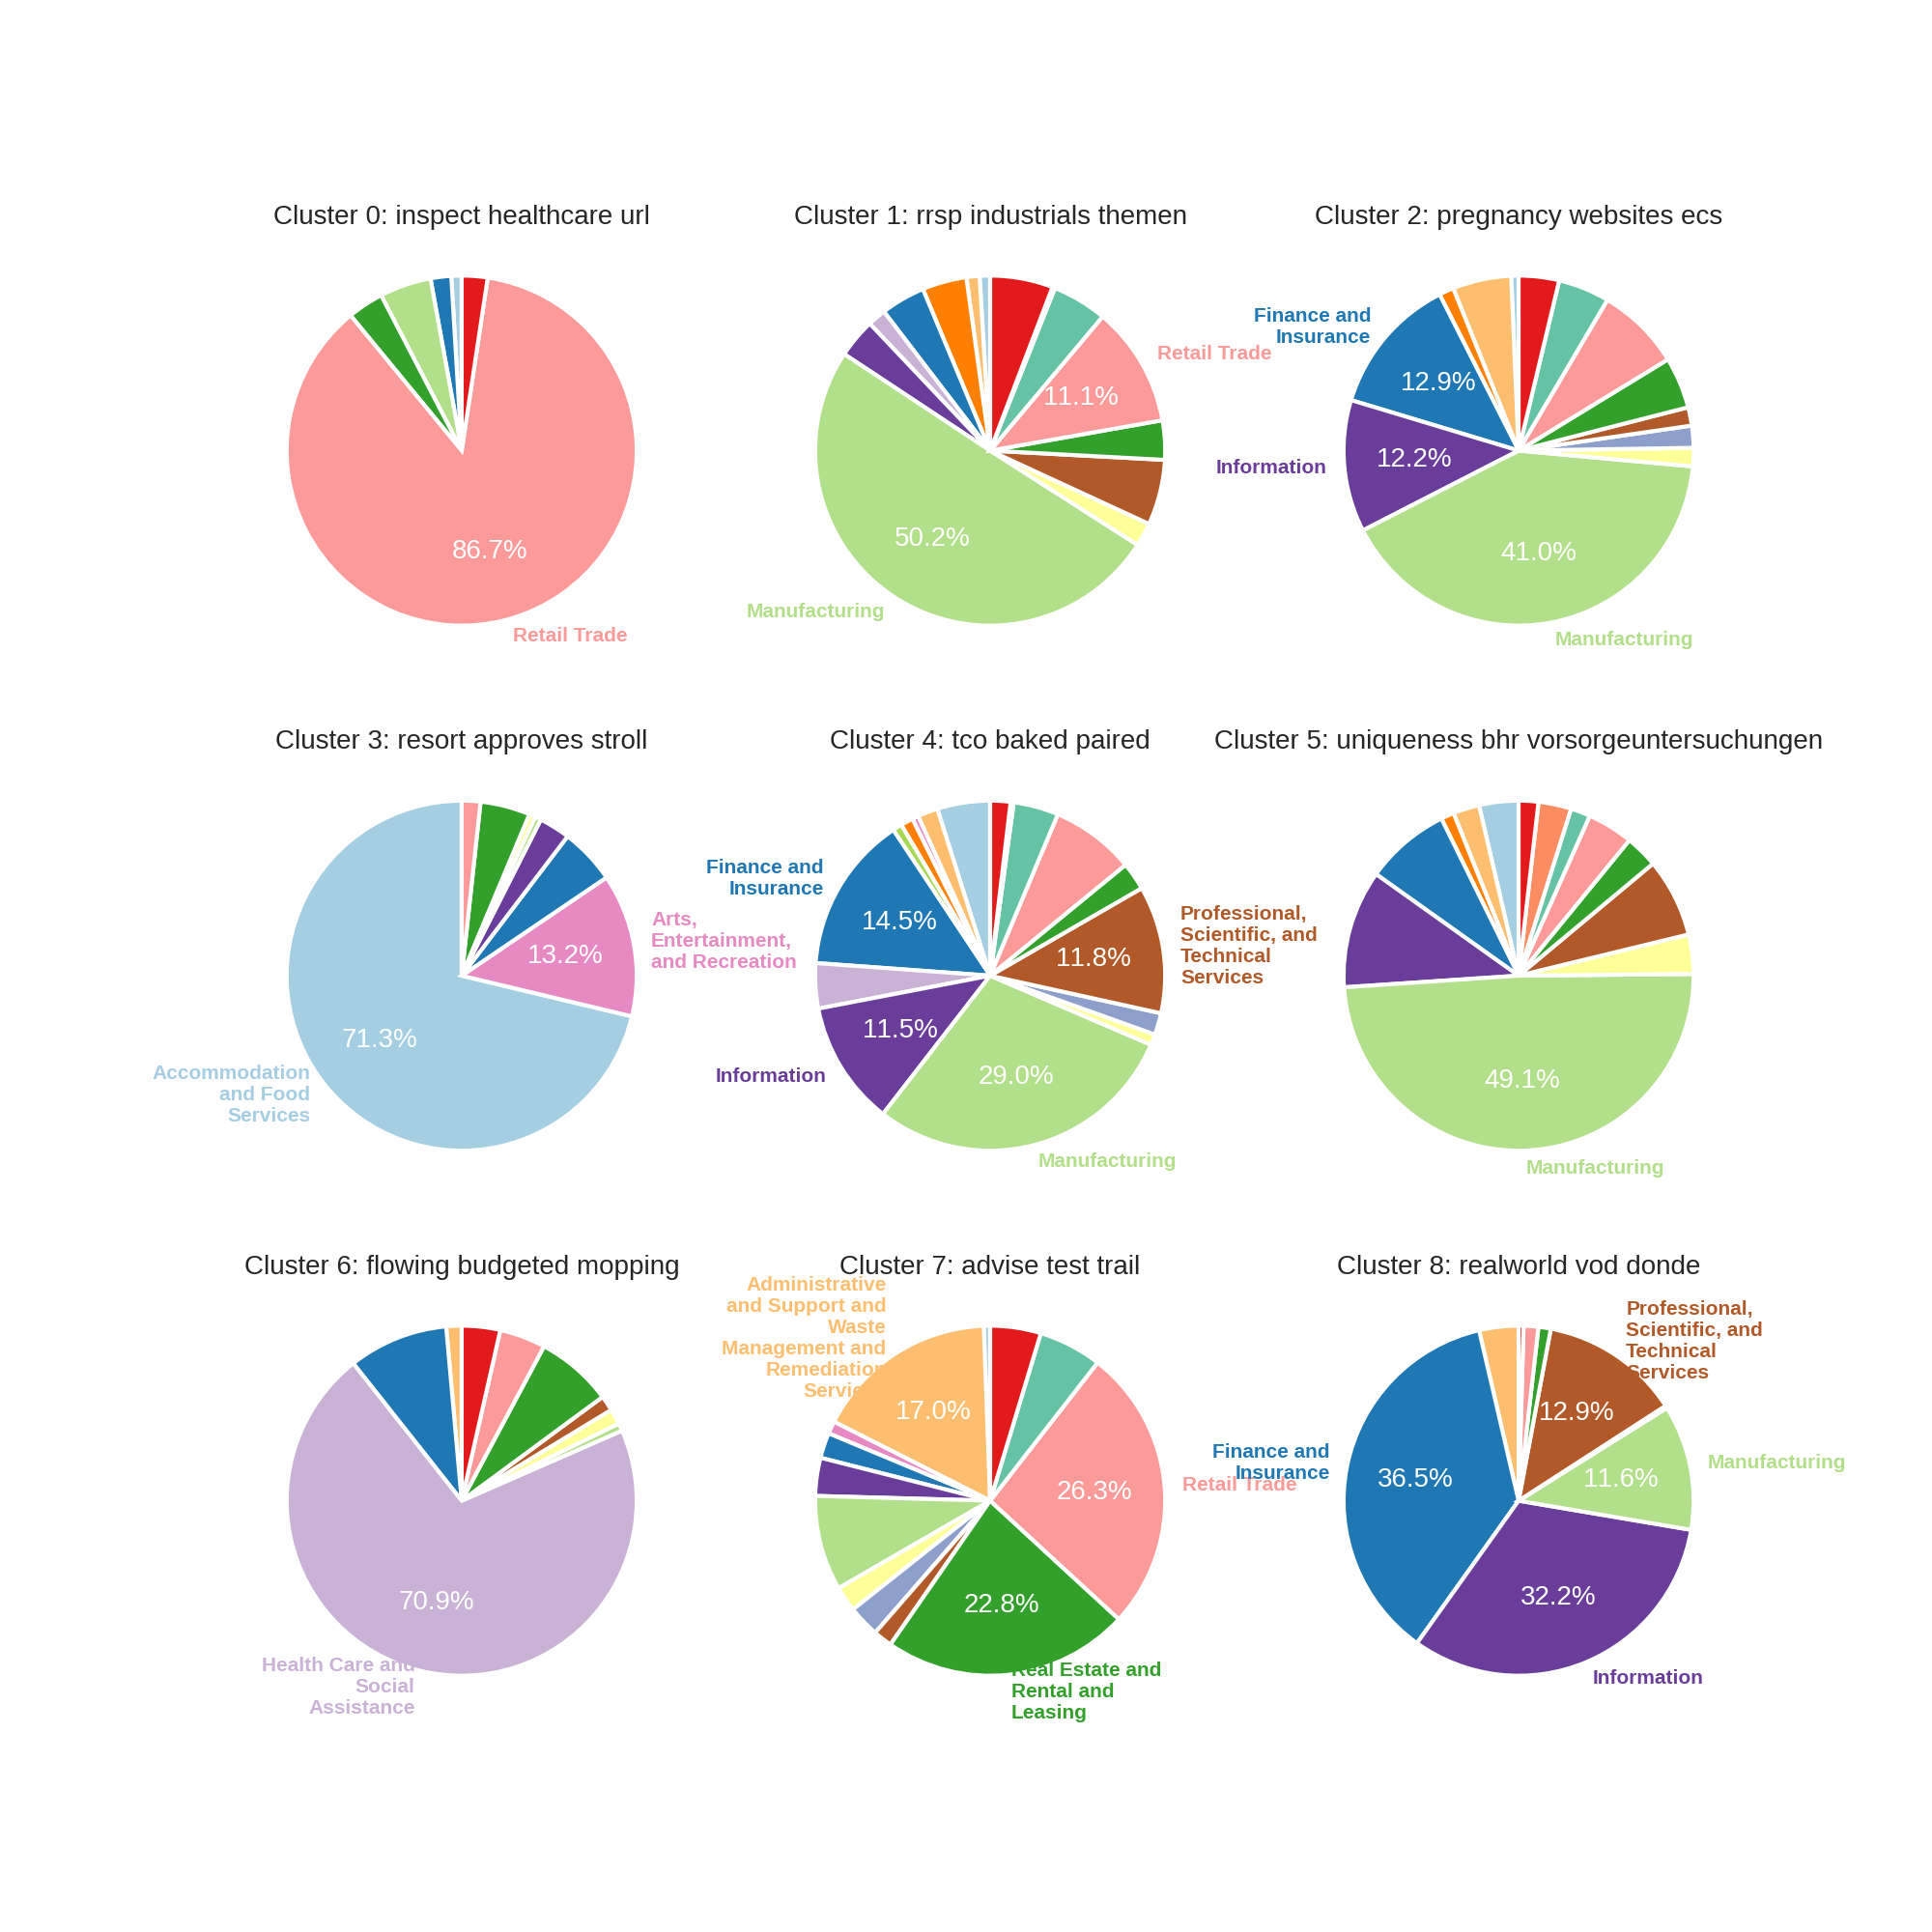 Cluster 0: inspect healthcare url
86.7%
Retail Trade
Cluster 1: rrsp industrials themen
Retail Trade
11.1%
50.2%
Manufacturing
Cluster 2: pregnancy websites ecs
Finance and
Insurance
12.9%
Information
12.2%
41.0%
Manufacturing
Cluster 3: resort approves stroll
Arts,
Entertainment,
and Recreation
13.2%
71.3%
Accommodation
and Food
Services
Cluster 4: tco baked paired
Finance and
Insurance
14.5%
Professional,
Scientific, and
Technical
Services
11.8%
11.5%
Information
29.0%
Manufacturing
Cluster 5: uniqueness bhr vorsorgeuntersuchungen
49.1%
Manufacturing
Cluster 6: flowing budgeted mopping
70.9%
Health Care and
Social
Assistance
Cluster 7: advise test trail
Administrative
and Support and
Waste
Management and
Remediation
Services
17.0%
26.3%
Retail Trade
22.8%
Real Estate and
Rental and
Leasing
Cluster 8: realworld vod donde
Professional,
Scientific, and
Technical
Services
12.9%
Finance and
Insurance
36.5%
11.6%
Manufacturing
32.2%
Information